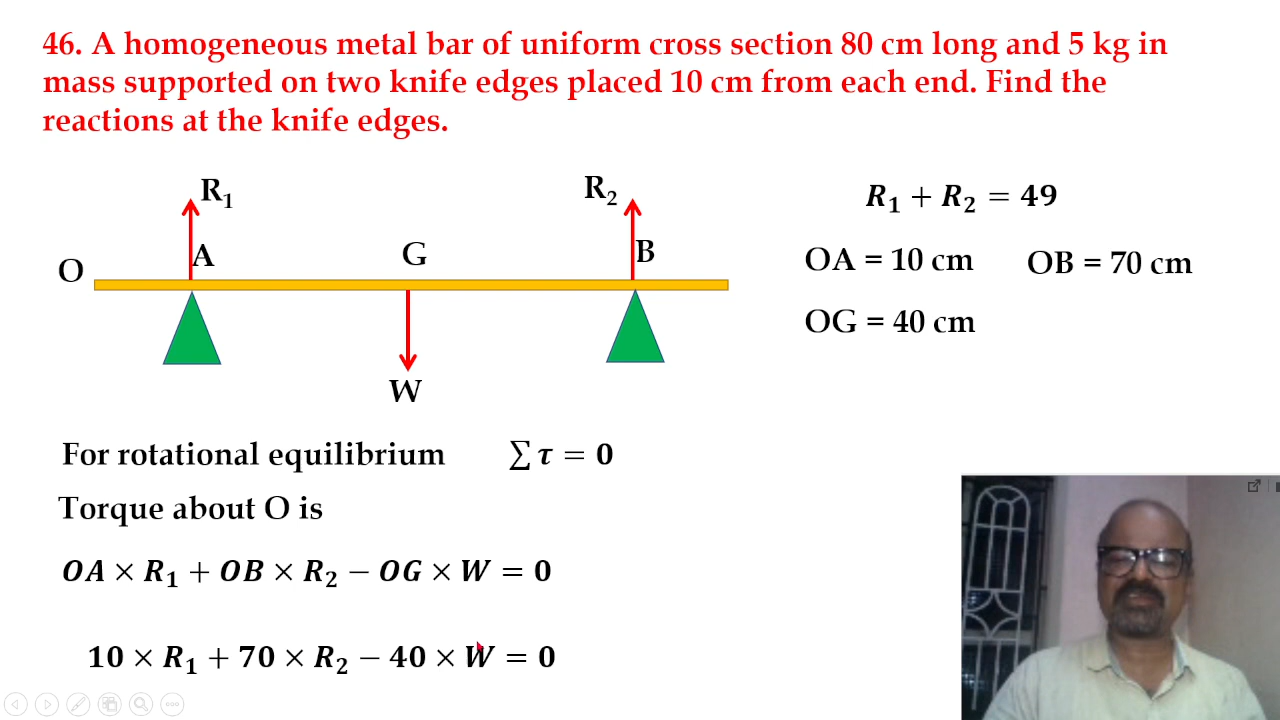 46. A homogeneous metal bar of uniform cross section 80 cm long and 5 kg in
mass supported on two knife edges placed 10 cm from each end. Find the
reactions at the knife edges.
R₁
R₂
R₁ + R₂ = 49
O
A
G
B
OA = 10 cm
OB = 70 cm
OG = 40 cm
W
For rotational equilibrium ∑ τ = 0
Torque about O is
OA × R₁ + OB × R₂ − OG × W = 0
10 × R₁ + 70 × R₂ − 40 × W = 0